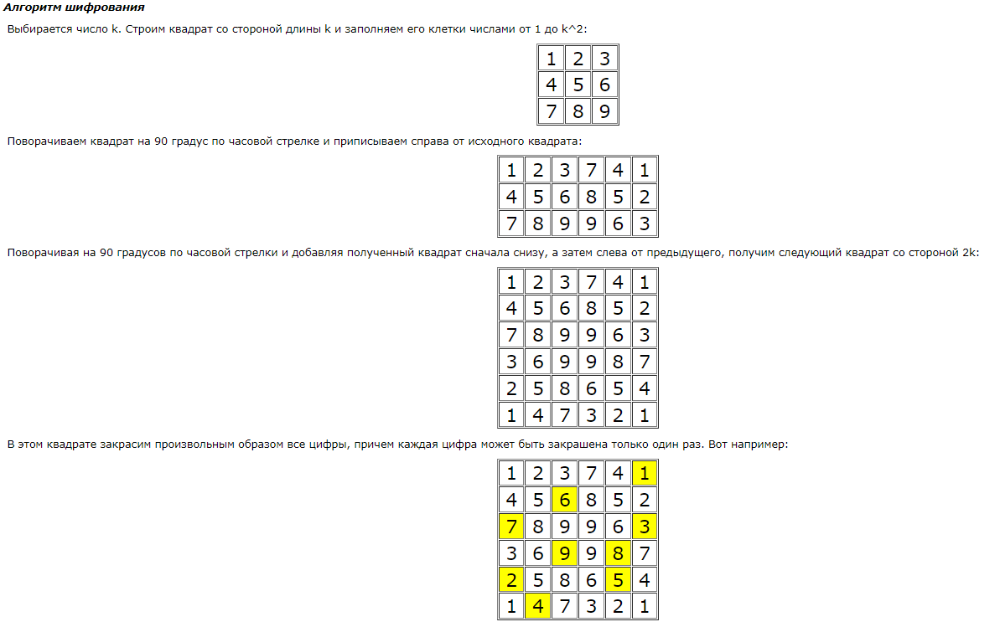 Алгоритм шифрования
Выбирается число k. Строим квадрат со стороной длины k и заполняем его клетки числами от 1 до k^2:
1 2 3
4 5 6
7 8 9
Поворачиваем квадрат на 90 градус по часовой стрелке и приписываем справа от исходного квадрата:
1 2 3 7 4 1
4 5 6 8 5 2
7 8 9 9 6 3
Поворачивая на 90 градусов по часовой стрелки и добавляя полученный квадрат сначала снизу, а затем слева от предыдущего, получим следующий квадрат со стороной 2k:
1 2 3 7 4 1
4 5 6 8 5 2
7 8 9 9 6 3
3 6 9 9 8 7
2 5 8 6 5 4
1 4 7 3 2 1
В этом квадрате закрасим произвольным образом все цифры, причем каждая цифра может быть закрашена только один раз. Вот например:
1 2 3 7 4 1
4 5 6 8 5 2
7 8 9 9 6 3
3 6 9 9 8 7
2 5 8 6 5 4
1 4 7 3 2 1